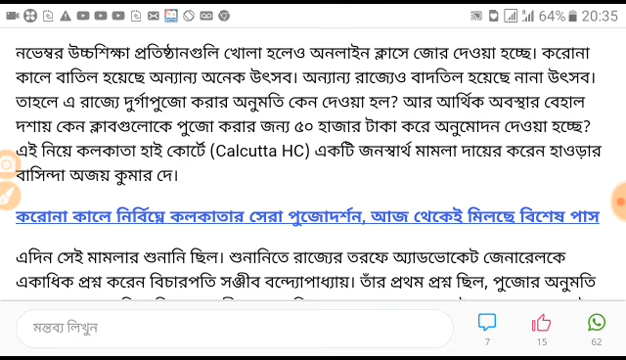 64% 20:35
নভেম্বর উচ্চশিক্ষা প্রতিষ্ঠানগুলি খোলা হলেও অনলাইন ক্লাসে জোর দেওয়া হচ্ছে। করোনা
কালে বাতিল হয়েছে অন্যান্য অনেক উৎসব। অন্যান্য রাজ্যেও বাদতিল হয়েছে নানা উৎসব।
তাহলে এ রাজ্যে দুর্গাপুজো করার অনুমতি কেন দেওয়া হল? আর আর্থিক অবস্থার বেহাল
দশায় কেন ক্লাবগুলোকে পুজো করার জন্য ৫০ হাজার টাকা করে অনুমোদন দেওয়া হচ্ছে?
এই নিয়ে কলকাতা হাই কোর্টে (Calcutta HC) একটি জনস্বার্থ মামলা দায়ের করেন হাওড়ার
বাসিন্দা অজয় কুমার দে।
করোনা কালে নির্বিঘ্নে কলকাতার সেরা পুজোদর্শন, আজ থেকেই মিলছে বিশেষ পাস
এদিন সেই মামলার শুনানি ছিল। শুনানিতে রাজ্যের তরফে অ্যাডভোকেট জেনারেলকে
একাধিক প্রশ্ন করেন বিচারপতি সঞ্জীব বন্দ্যোপাধ্যায়। তাঁর প্রথম প্রশ্ন ছিল, পুজোর অনুমতি
মন্তব্য লিখুন
7 15 62